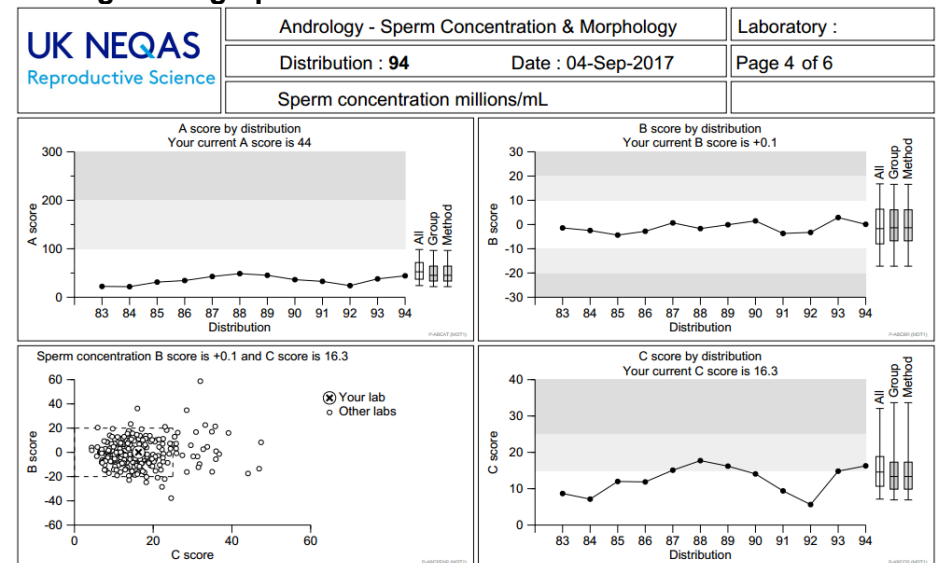 UK NEQAS
Reproductive Science
Andrology - Sperm Concentration & Morphology
Laboratory :
Distribution : 94
Date : 04-Sep-2017
Page 4 of 6
Sperm concentration millions/mL
A score by distribution
Your current A score is 44
300
200
100
0
A score
83 84 85 86 87 88 89 90 91 92 93 94
Distribution
All
Group
Method
B score by distribution
Your current B score is +0.1
30
20
10
0
-10
-20
-30
B score
83 84 85 86 87 88 89 90 91 92 93 94
Distribution
All
Group
Method
Sperm concentration B score is +0.1 and C score is 16.3
60
40
20
0
-20
-40
-60
B score
0 20 40 60
C score
Your lab
Other labs
C score by distribution
Your current C score is 16.3
40
30
20
10
0
C score
83 84 85 86 87 88 89 90 91 92 93 94
Distribution
All
Group
Method